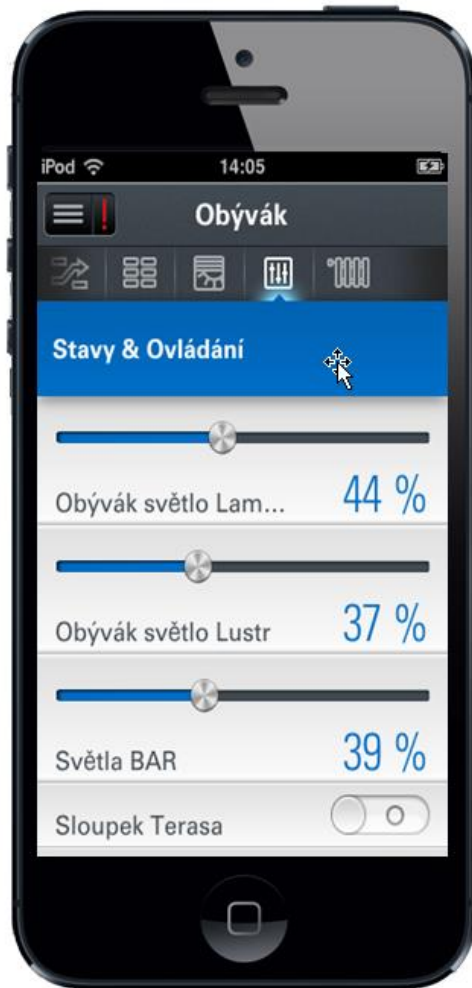 iPod 14:05
Obývák
Stavy & Ovládání
44 %
Obývák světlo Lam...
37 %
Obývák světlo Lustr
39 %
Světla BAR
Sloupek Terasa